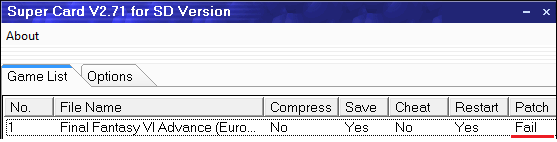 Super Card V2.71 for SD Version
About
Game List Options
No. File Name Compress Save Cheat Restart Patch
1 Final Fantasy VI Advance (Euro... No Yes No Yes Fail